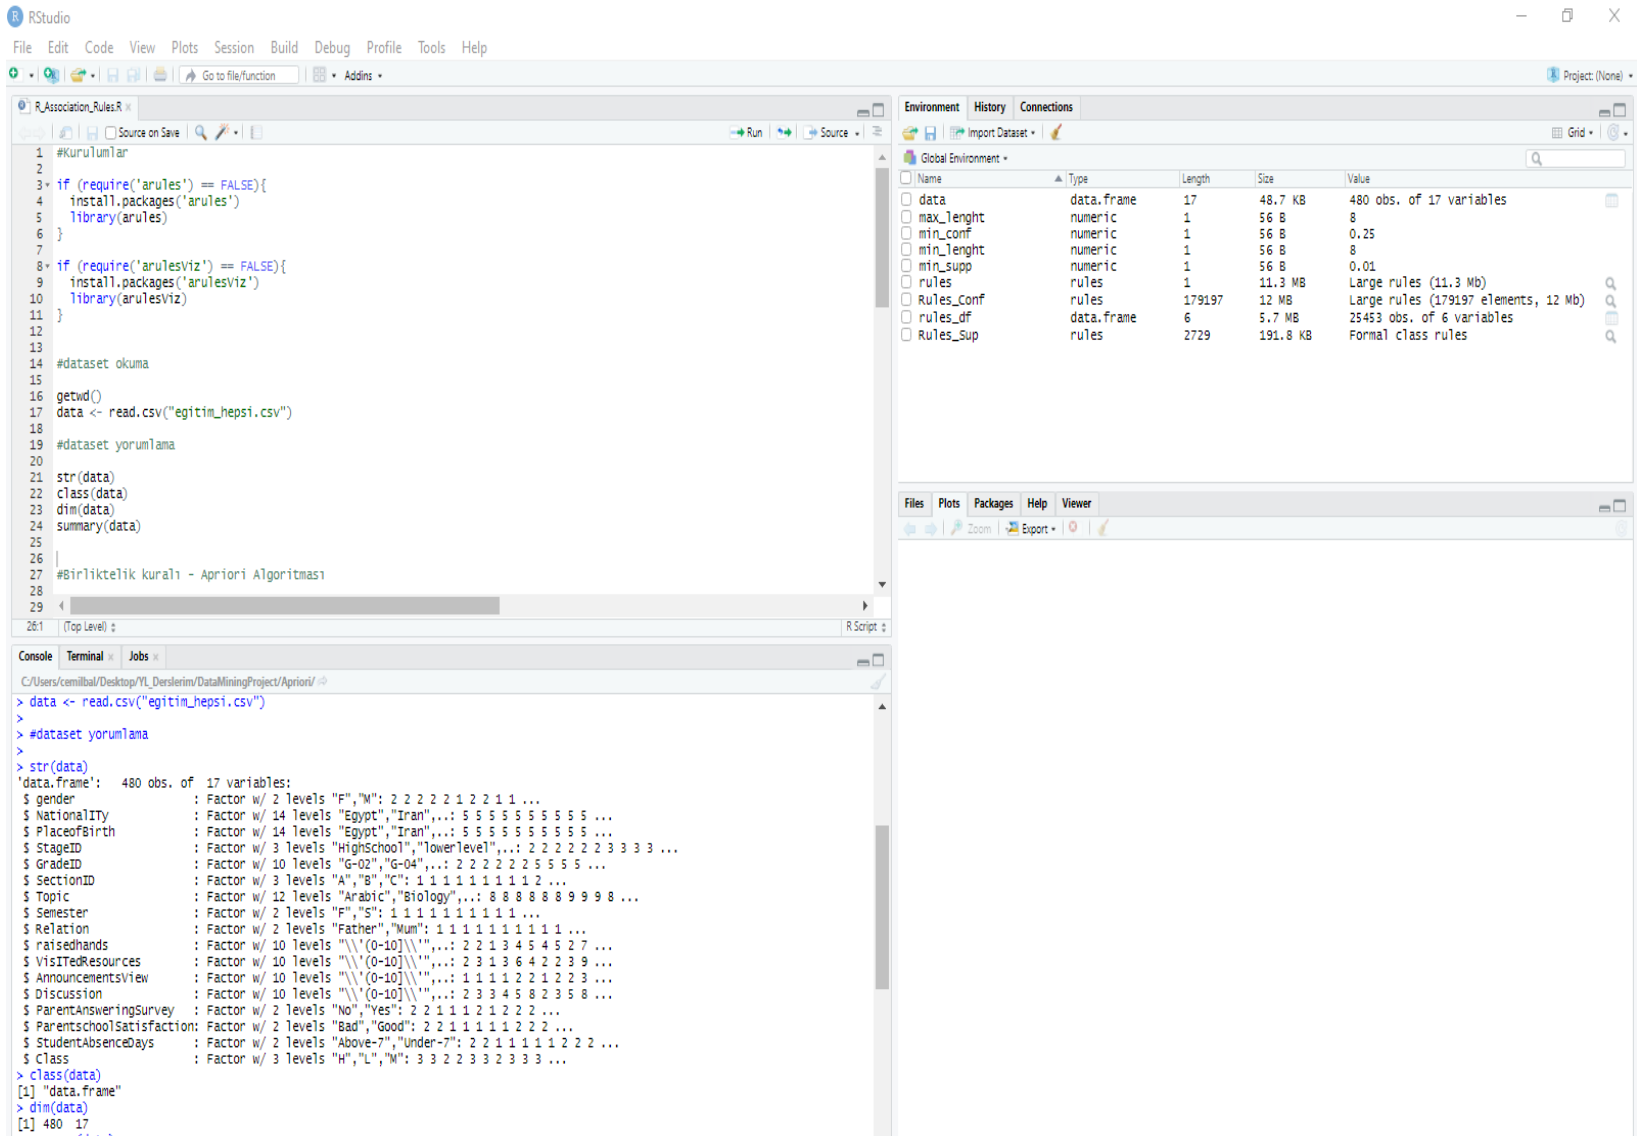 RStudio
File Edit Code View Plots Session Build Debug Profile Tools Help
Go to file/function Addins Project: (None)
R_Association_Rules.R
Source on Save Run Source
1 #Kurulumlar
2
3 if (require('arules') == FALSE){
4 install.packages('arules')
5 library(arules)
6 }
7
8 if (require('arulesViz') == FALSE){
9 install.packages('arulesViz')
10 library(arulesViz)
11 }
12
13
14 #dataset okuma
15
16 getwd()
17 data <- read.csv("egitim_hepsi.csv")
18
19 #dataset yorumlama
20
21 str(data)
22 class(data)
23 dim(data)
24 summary(data)
25
26
27 #Birliktelik kuralı - Apriori Algoritması
28
29
26:1 (Top Level) R Script
Console Terminal Jobs
C:/Users/cemilbal/Desktop/YL_Derslerim/DataMiningProject/Apriori/
> data <- read.csv("egitim_hepsi.csv")
>
> #dataset yorumlama
>
> str(data)
'data.frame': 480 obs. of 17 variables:
$ gender : Factor w/ 2 levels "F","M": 2 2 2 2 2 1 2 2 1 1 ...
$ NationalITy : Factor w/ 14 levels "Egypt","Iran",..: 5 5 5 5 5 5 5 5 5 5 ...
$ PlaceofBirth : Factor w/ 14 levels "Egypt","Iran",..: 5 5 5 5 5 5 5 5 5 5 ...
$ StageID : Factor w/ 3 levels "HighSchool","lowerlevel",..: 2 2 2 2 2 2 3 3 3 3 ...
$ GradeID : Factor w/ 10 levels "G-02","G-04",..: 2 2 2 2 2 2 5 5 5 5 ...
$ SectionID : Factor w/ 3 levels "A","B","C": 1 1 1 1 1 1 1 1 1 2 ...
$ Topic : Factor w/ 12 levels "Arabic","Biology",..: 8 8 8 8 8 8 9 9 9 8 ...
$ Semester : Factor w/ 2 levels "F","S": 1 1 1 1 1 1 1 1 1 1 ...
$ Relation : Factor w/ 2 levels "Father","Mum": 1 1 1 1 1 1 1 1 1 1 ...
$ raisedhands : Factor w/ 10 levels "\\'(0-10]\\'",..: 2 2 1 3 4 5 4 5 2 7 ...
$ VisITedResources : Factor w/ 10 levels "\\'(0-10]\\'",..: 2 3 1 3 6 4 2 2 3 9 ...
$ AnnouncementsView : Factor w/ 10 levels "\\'(0-10]\\'",..: 1 1 1 1 2 2 1 2 2 3 ...
$ Discussion : Factor w/ 10 levels "\\'(0-10]\\'",..: 2 3 3 4 5 8 2 3 5 8 ...
$ ParentAnsweringSurvey : Factor w/ 2 levels "No","Yes": 2 2 1 1 1 2 1 2 2 2 ...
$ ParentschoolSatisfaction: Factor w/ 2 levels "Bad","Good": 2 2 1 1 1 1 1 2 2 2 ...
$ StudentAbsenceDays : Factor w/ 2 levels "Above-7","Under-7": 2 2 1 1 1 1 1 2 2 2 ...
$ Class : Factor w/ 3 levels "H","L","M": 3 3 2 2 3 3 2 3 3 3 ...
> class(data)
[1] "data.frame"
> dim(data)
[1] 480 17
Environment History Connections
Import Dataset Grid
Global Environment
Name Type Length Size Value
data data.frame 17 48.7 KB 480 obs. of 17 variables
max_lenght numeric 1 56 B 8
min_conf numeric 1 56 B 0.25
min_lenght numeric 1 56 B 8
min_supp numeric 1 56 B 0.01
rules rules 1 11.3 MB Large rules (11.3 Mb)
Rules_Conf rules 179197 12 MB Large rules (179197 elements, 12 Mb)
rules_df data.frame 6 5.7 MB 25453 obs. of 6 variables
Rules_Sup rules 2729 191.8 KB Formal class rules
Files Plots Packages Help Viewer
Zoom Export